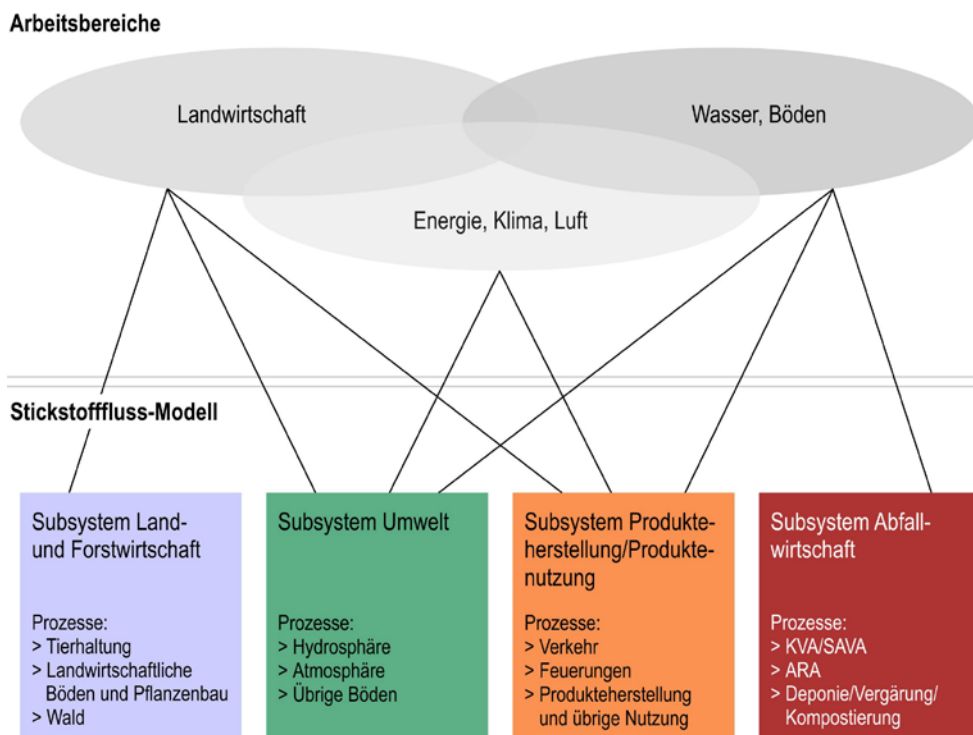 Arbeitsbereiche
Landwirtschaft
Wasser, Böden
Energie, Klima, Luft
Stickstofffluss-Modell
Subsystem Land-
und Forstwirtschaft
Prozesse:
> Tierhaltung
> Landwirtschaftliche
Böden und Pflanzenbau
> Wald
Subsystem Umwelt
Prozesse:
> Hydrosphäre
> Atmosphäre
> Übrige Böden
Subsystem Produkte-
herstellung/Produkte-
nutzung
Prozesse:
> Verkehr
> Feuerungen
> Produkteherstellung
und übrige Nutzung
Subsystem Abfall-
wirtschaft
Prozesse:
> KVA/SAVA
> ARA
> Deponie/Vergärung/
Kompostierung